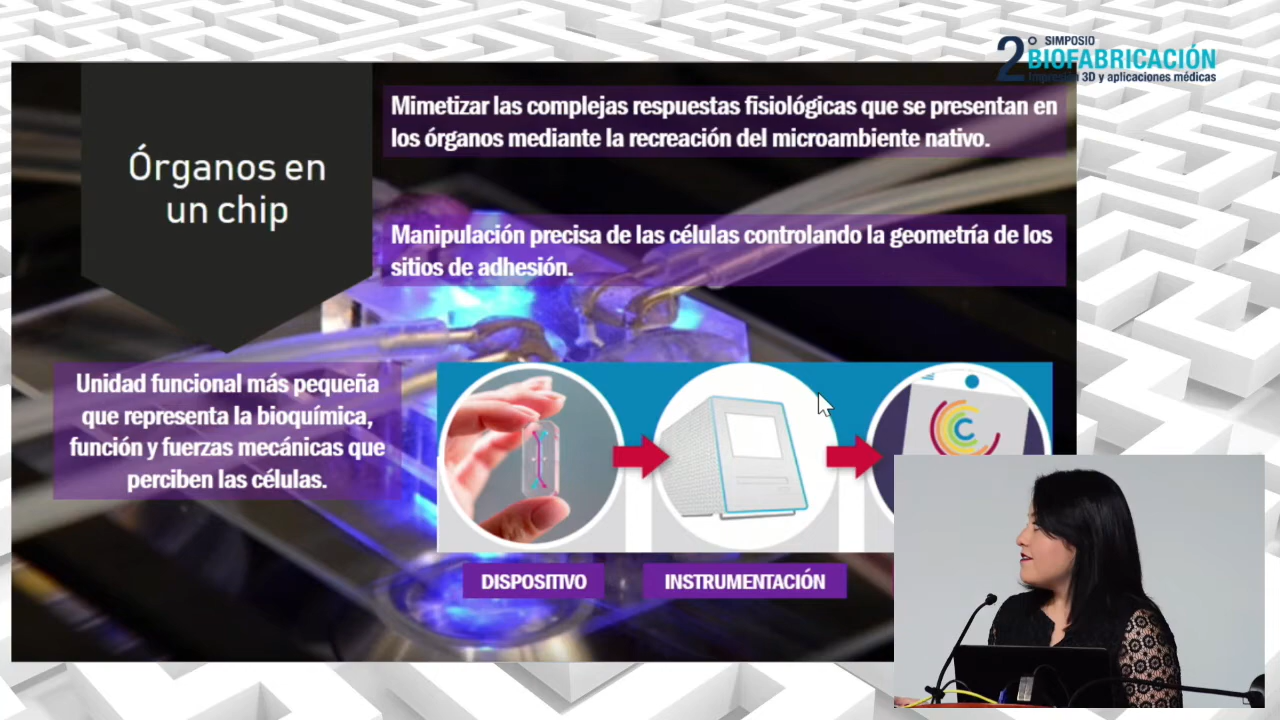 2° SIMPOSIO
BIOFABRICACIÓN
Impresión 3D y aplicaciones médicas
Órganos en
un chip
Mimetizar las complejas respuestas fisiológicas que se presentan en
los órganos mediante la recreación del microambiente nativo.
Manipulación precisa de las células controlando la geometría de los
sitios de adhesión.
Unidad funcional más pequeña
que representa la bioquímica,
función y fuerzas mecánicas que
perciben las células.
DISPOSITIVO
INSTRUMENTACIÓN